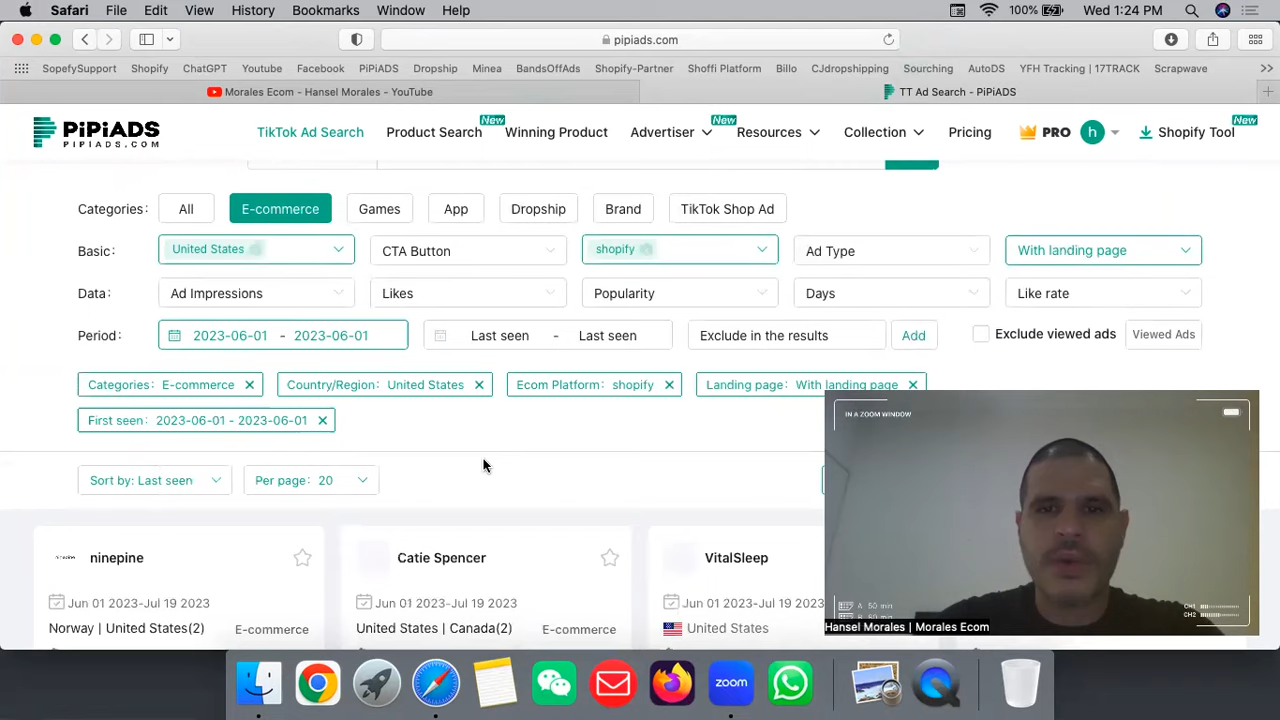 Safari File Edit View History Bookmarks Window Help 100% Wed 1:24 PM
pipiads.com
SopefySupport Shopify ChatGPT Youtube Facebook PiPiADS Dropship Minea BandsOffAds Shopify-Partner Shoffi Platform Billo CJdropshipping Sourching AutoDS YFH Tracking | 17TRACK Scrapwave >>
Morales Ecom - Hansel Morales - YouTube TT Ad Search - PiPiADS
PiPiADS PIPIADS.COM TikTok Ad Search Product Search New Winning Product Advertiser New Resources Collection Pricing PRO h Shopify Tool New
Categories: All E-commerce Games App Dropship Brand TikTok Shop Ad
Basic: United States CTA Button shopify Ad Type With landing page
Data: Ad Impressions Likes Popularity Days Like rate
Period: 2023-06-01 - 2023-06-01 Last seen - Last seen Exclude in the results Add Exclude viewed ads Viewed Ads
Categories: E-commerce × Country/Region: United States × Ecom Platform: shopify × Landing page: With landing page ×
First seen: 2023-06-01 - 2023-06-01 ×
IN A ZOOM WINDOW
Sort by: Last seen Per page: 20
ninepine Catie Spencer VitalSleep
Jun 01 2023-Jul 19 2023 Jun 01 2023-Jul 19 2023 Jun 01 2023-Jul 19 2023
Norway | United States(2) E-commerce United States | Canada(2) E-commerce United States
A 50 min CH1
B 50 min CH2
Hansel Morales | Morales Ecom
zoom